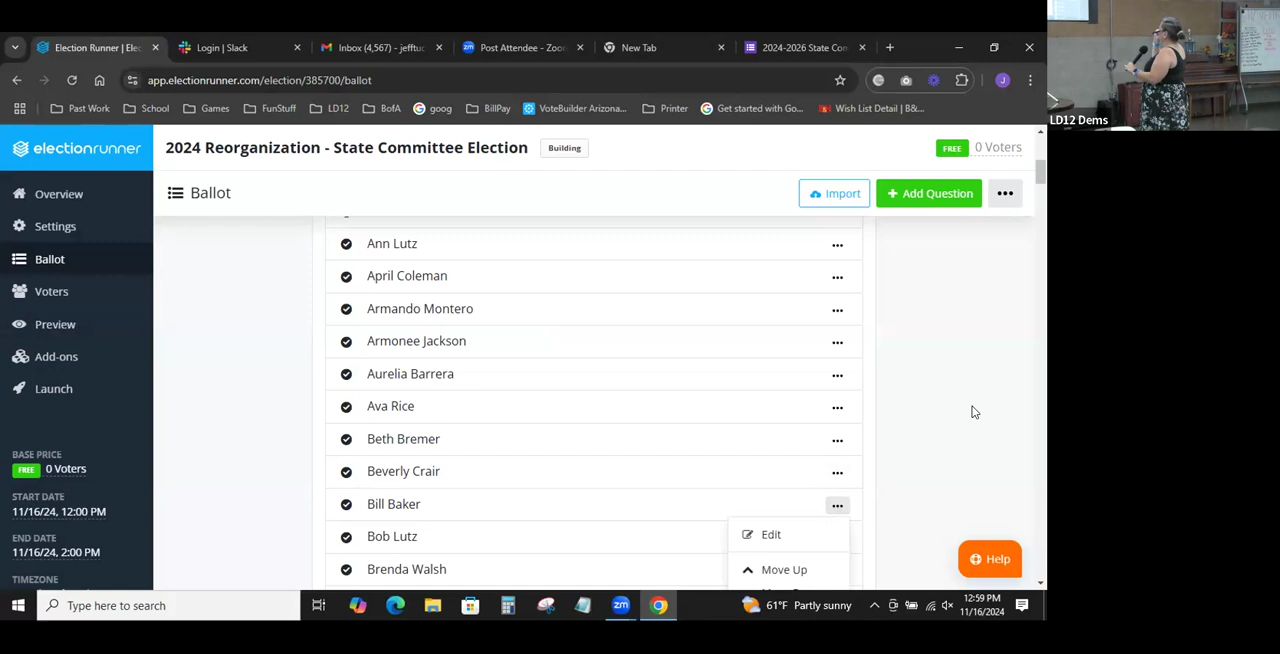 Election Runner | Elec
Login | Slack
Inbox (4,567) - jefftuc
Post Attendee - Zoo
New Tab
2024-2026 State Com
app.electionrunner.com/election/385700/ballot
Past Work
School
Games
FunStuff
LD12
BofA
goog
BillPay
VoteBuilder Arizona...
Printer
Get started with Go...
Wish List Detail | B&...
LD12 Dems
electionrunner
2024 Reorganization - State Committee Election
Building
FREE 0 Voters
Ballot
Import
Add Question
Overview
Settings
Ballot
Voters
Preview
Add-ons
Launch
BASE PRICE
FREE 0 Voters
START DATE
11/16/24, 12:00 PM
END DATE
11/16/24, 2:00 PM
TIMEZONE
Ann Lutz
April Coleman
Armando Montero
Armonee Jackson
Aurelia Barrera
Ava Rice
Beth Bremer
Beverly Crair
Bill Baker
Bob Lutz
Brenda Walsh
Edit
Move Up
Help
Type here to search
zm
61°F Partly sunny
12:59 PM
11/16/2024